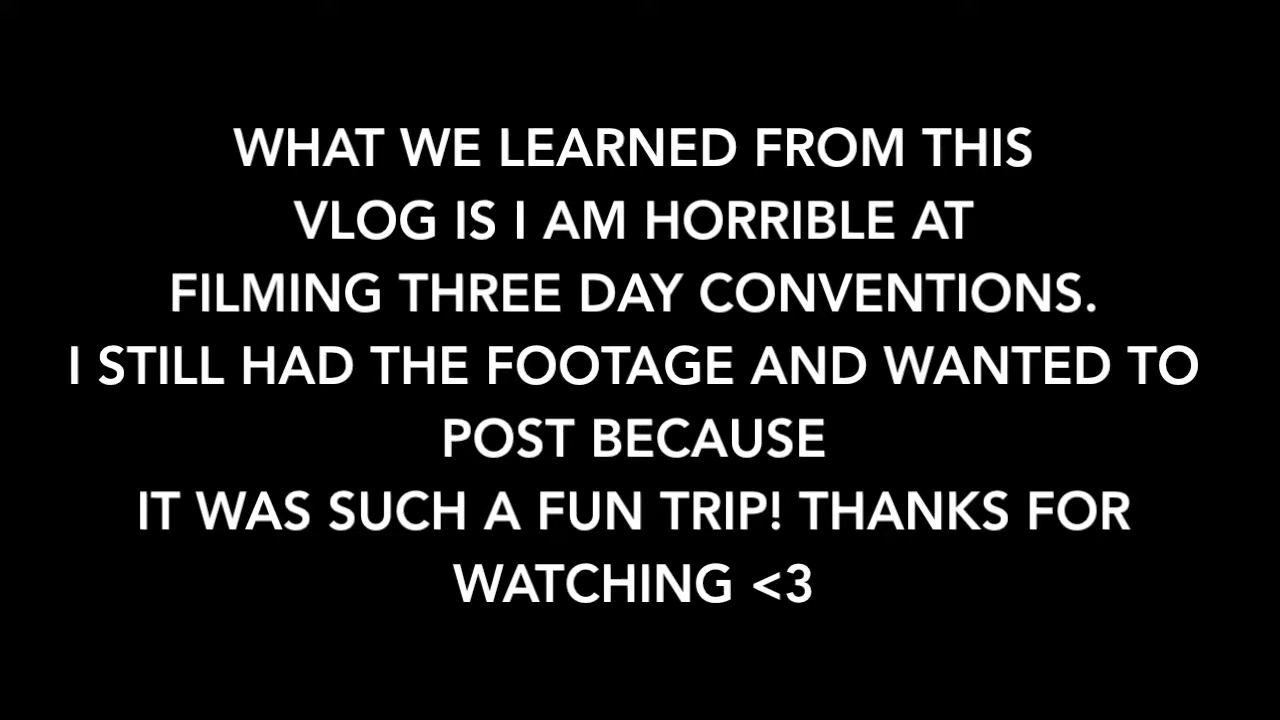 WHAT WE LEARNED FROM THIS
VLOG IS I AM HORRIBLE AT
FILMING THREE DAY CONVENTIONS.
I STILL HAD THE FOOTAGE AND WANTED TO
POST BECAUSE
IT WAS SUCH A FUN TRIP! THANKS FOR
WATCHING <3